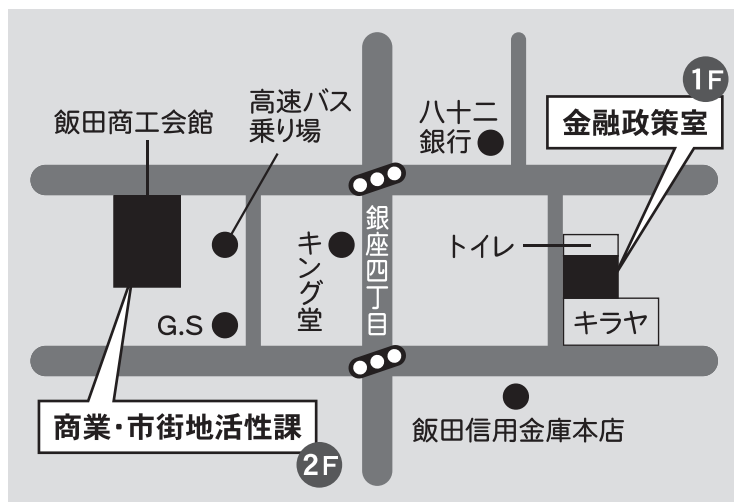 1F
金融政策室
高速バス
乗り場
八十二
銀行
飯田商工会館
銀座四丁目
キング堂
トイレ
G.S
キラヤ
商業・市街地活性課
2F
飯田信用金庫本店